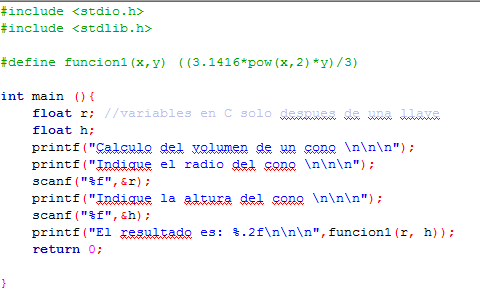 #include <stdio.h>
#include <stdlib.h>
#define funcion1(x,y) ((3.1416*pow(x,2)*y)/3)
int main (){
float r; //variables en C solo despues de una llave
float h;
printf("Calculo del volumen de un cono \n\n\n");
printf("Indique el radio del cono \n\n\n");
scanf("%f",&r);
printf("Indique la altura del cono \n\n\n");
scanf("%f",&h);
printf("El resultado es: %.2f\n\n\n",funcion1(r, h));
return 0;
}